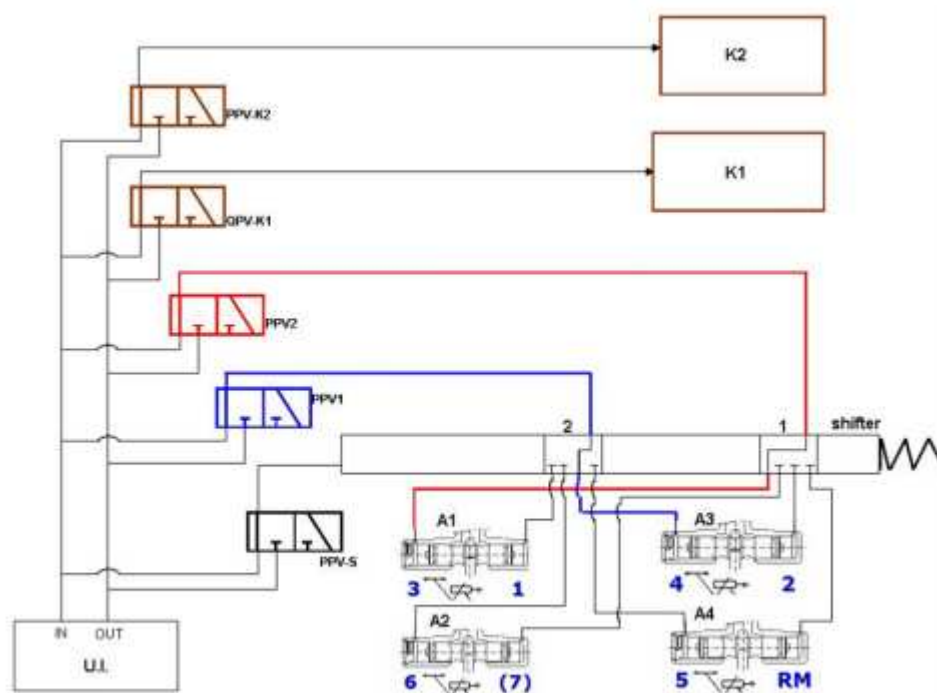 K2
PPV-K2
K1
QPV-K1
PPV2
PPV1
2
1
shifter
A1
A3
PPV-S
3
1
4
2
IN
OUT
A2
A4
U.I.
6
(7)
5
RM